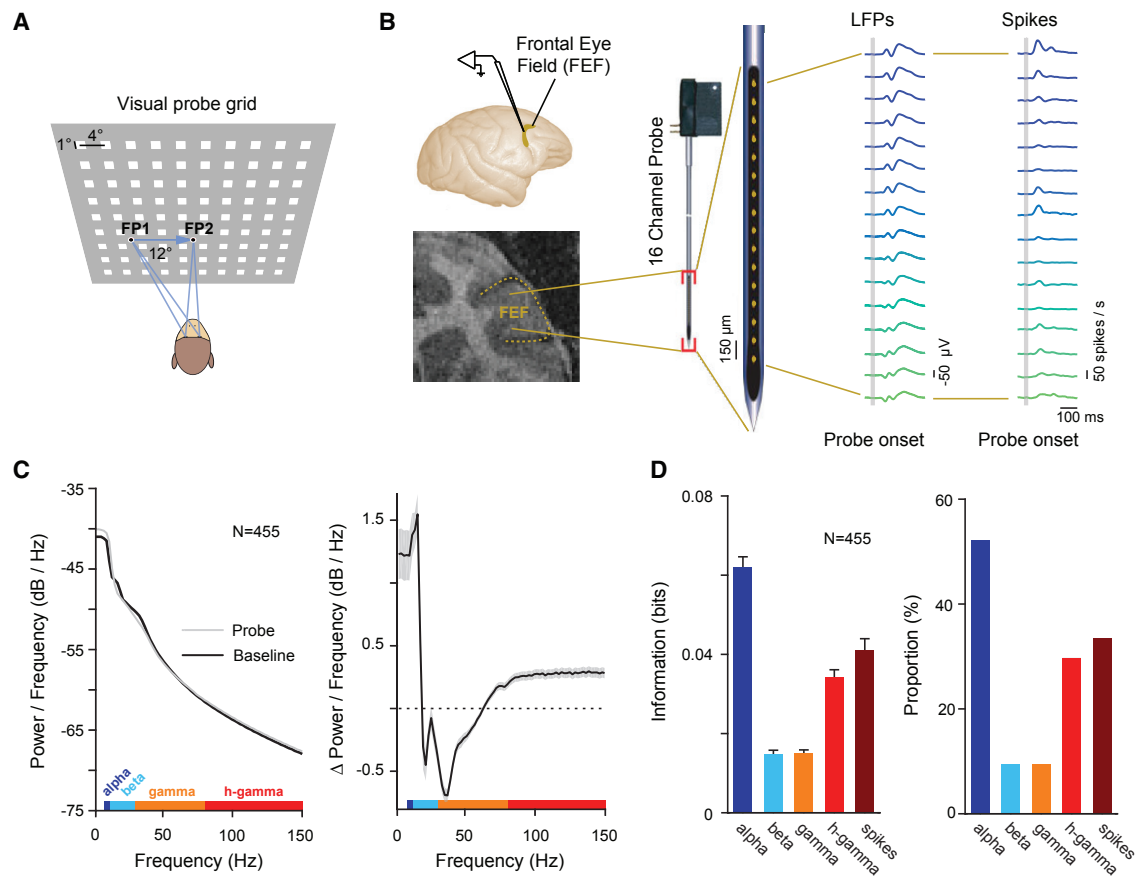 A
Visual probe grid
1°
4°
FP1
FP2
12°
B
Frontal Eye
Field (FEF)
FEF
16 Channel Probe
150 µm
LFPs
Spikes
-50 µV
50 spikes / s
100 ms
Probe onset
Probe onset
C
Power / Frequency (dB / Hz)
-35
-45
-55
-65
-75
N=455
Probe
Baseline
alpha
beta
gamma
h-gamma
0
50
100
150
Frequency (Hz)
Δ Power / Frequency (dB / Hz)
1.5
0.5
-0.5
0
50
100
150
Frequency (Hz)
D
Information (bits)
0.08
0.04
0
N=455
alpha
beta
gamma
h-gamma
spikes
Proportion (%)
60
40
20
0
alpha
beta
gamma
h-gamma
spikes